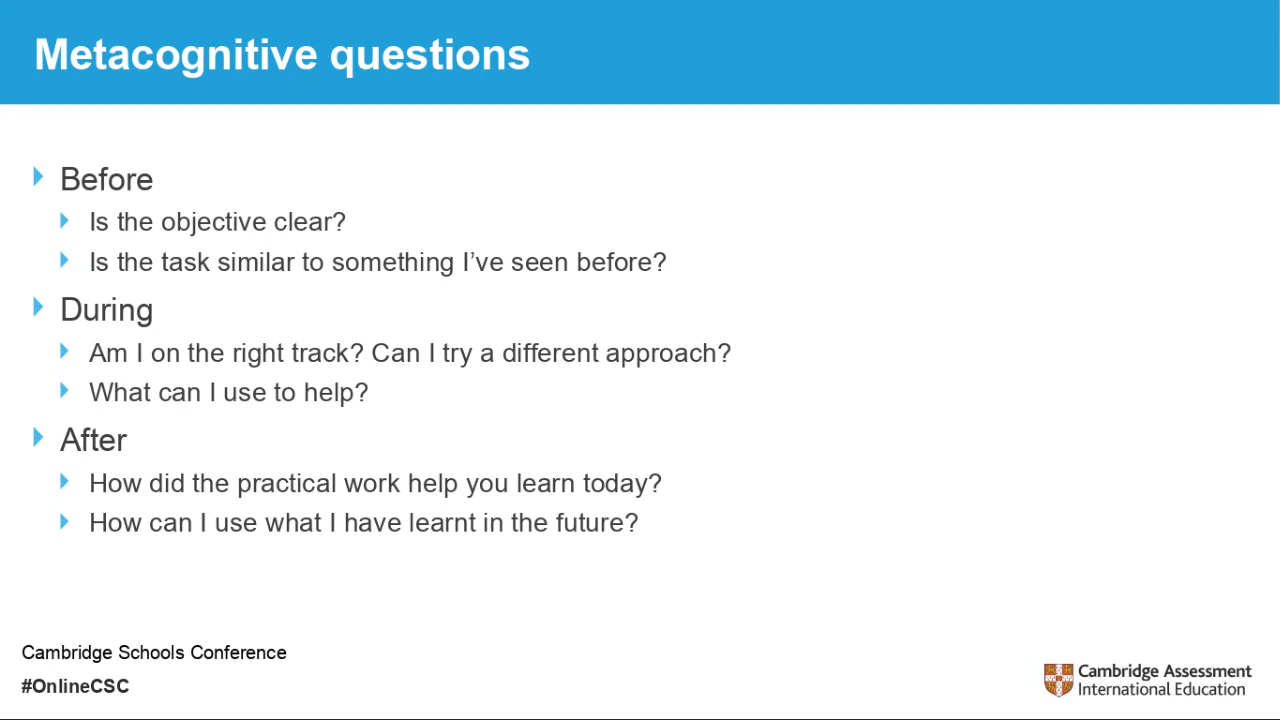 Metacognitive questions
Before
Is the objective clear?
Is the task similar to something I’ve seen before?
During
Am I on the right track? Can I try a different approach?
What can I use to help?
After
How did the practical work help you learn today?
How can I use what I have learnt in the future?
Cambridge Schools Conference
#OnlineCSC
Cambridge Assessment
International Education